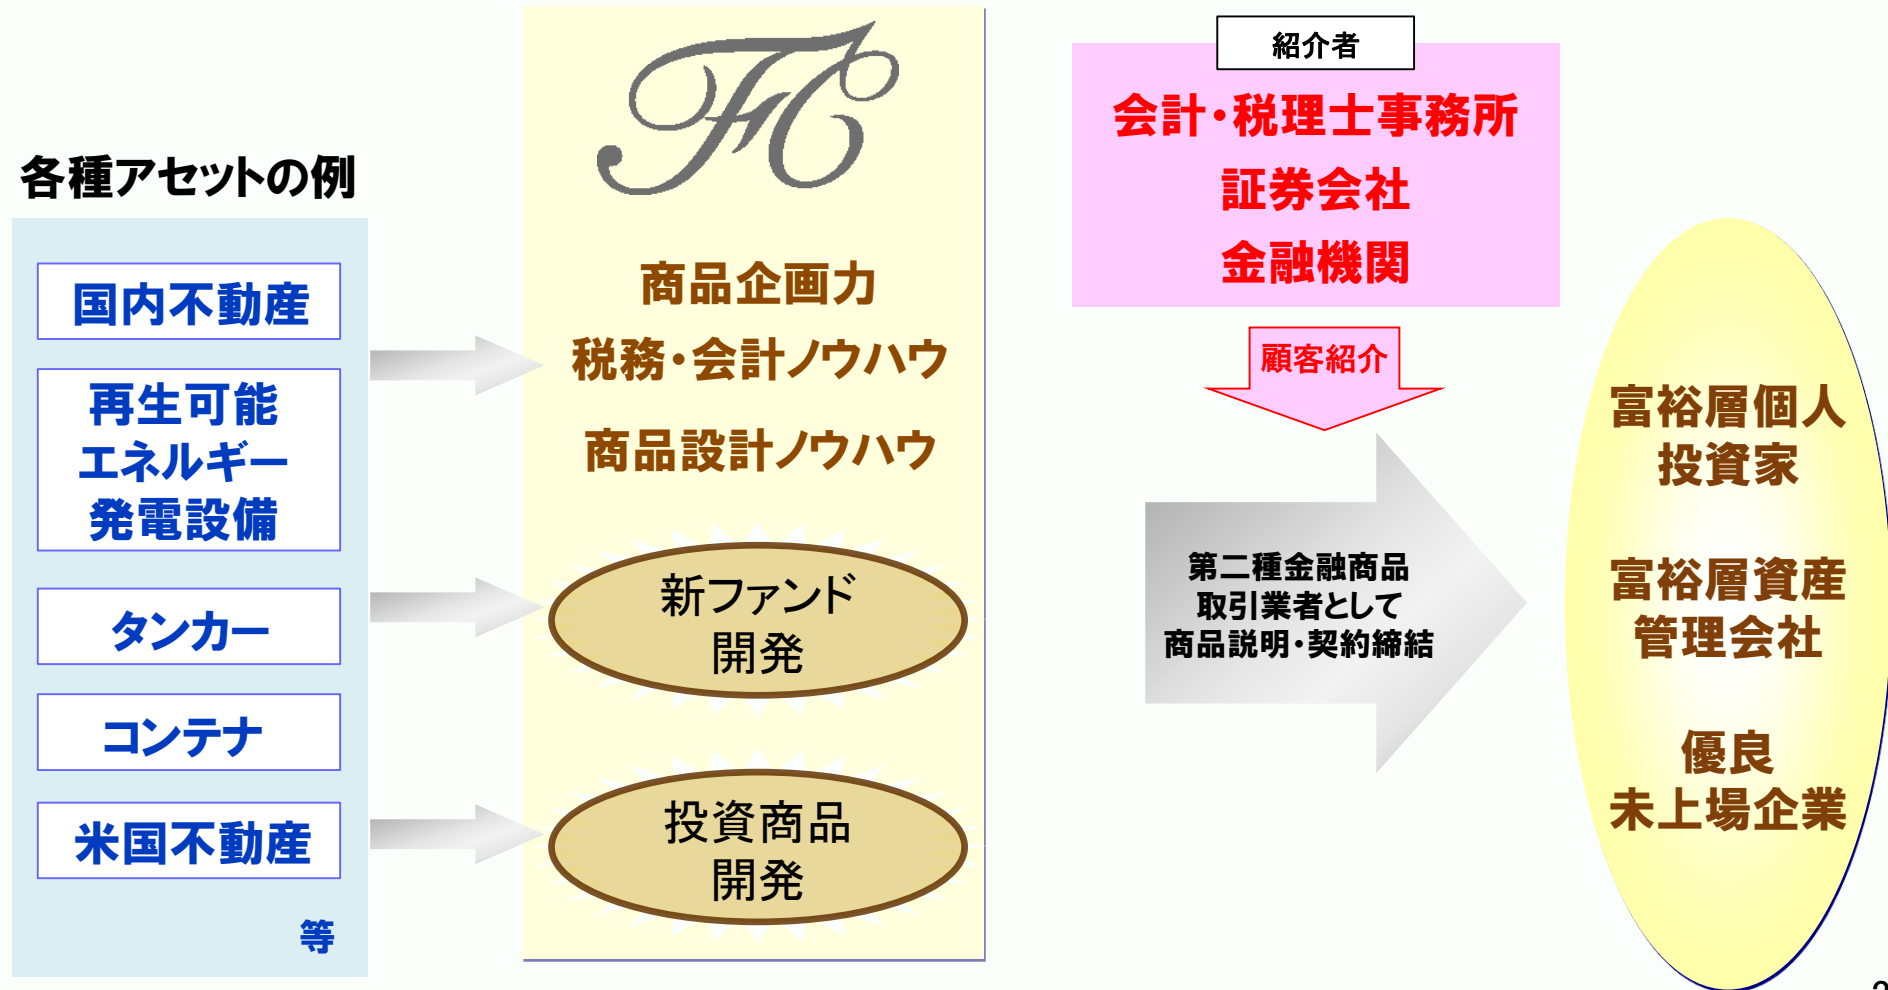 各種アセットの例
国内不動産
再生可能
エネルギー
発電設備
タンカー
コンテナ
米国不動産
等
FC
商品企画力
税務・会計ノウハウ
商品設計ノウハウ
新ファンド
開発
投資商品
開発
紹介者
会計・税理士事務所
証券会社
金融機関
顧客紹介
第二種金融商品
取引業者として
商品説明・契約締結
富裕層個人
投資家
富裕層資産
管理会社
優良
未上場企業